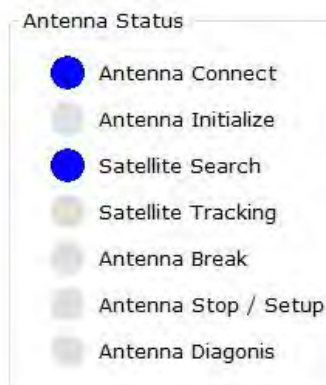 Antenna Status
Antenna Connect
Antenna Initialize
Satellite Search
Satellite Tracking
Antenna Break
Antenna Stop / Setup
Antenna Diagonis